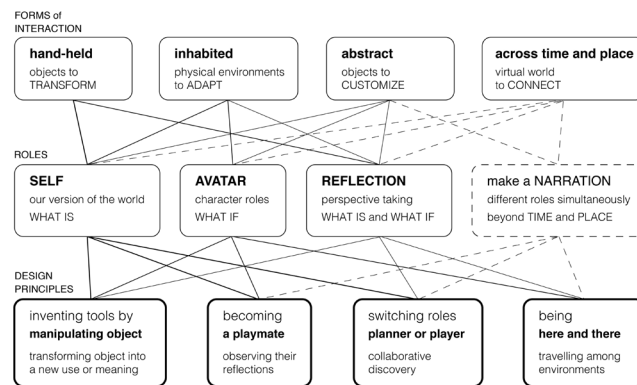 FORMS of
INTERACTION
hand-held
objects to
TRANSFORM
inhabited
physical environments
to ADAPT
abstract
objects to
CUSTOMIZE
across time and place
virtual world
to CONNECT
ROLES
SELF
our version of the world
WHAT IS
AVATAR
character roles
WHAT IF
REFLECTION
perspective taking
WHAT IS and WHAT IF
make a NARRATION
different roles simultaneously
beyond TIME and PLACE
DESIGN
PRINCIPLES
inventing tools by
manipulating object
transforming object into
a new use or meaning
becoming
a playmate
observing their
reflections
switching roles
planner or player
collaborative
discovery
being
here and there
travelling among
environments